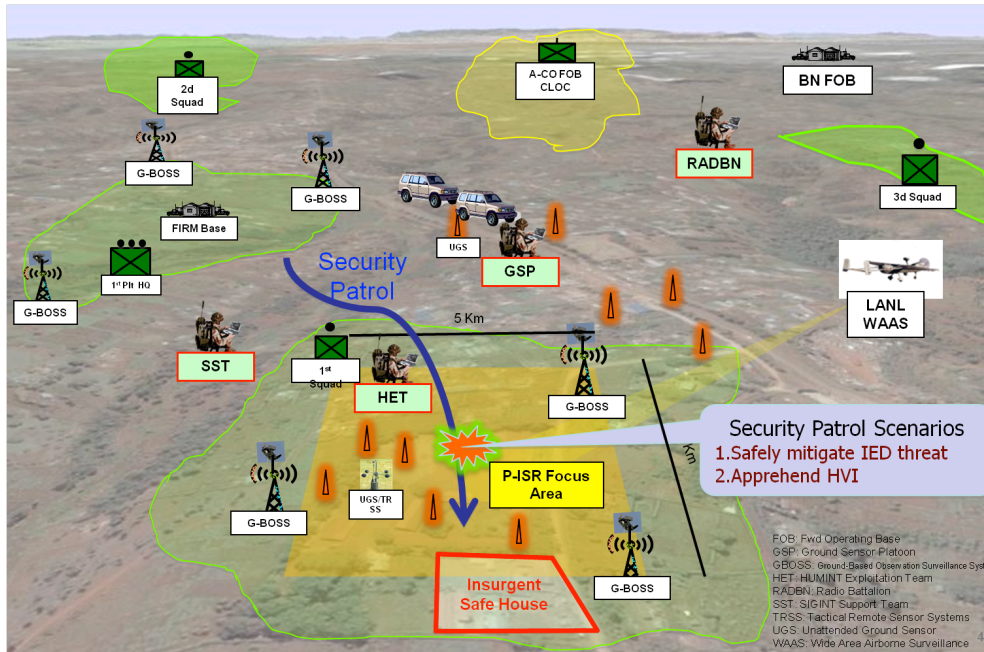 2d
Squad
A-CO FOB
CLOC
BN FOB
G-BOSS
G-BOSS
RADBN
3d Squad
FIRM Base
UGS
GSP
1st Plt HQ
G-BOSS
Security
Patrol
LANL
WAAS
5 Km
SST
1st
Squad
HET
G-BOSS
Km
Security Patrol Scenarios
1.Safely mitigate IED threat
2.Apprehend HVI
P-ISR Focus
Area
UGS/TR
SS
G-BOSS
G-BOSS
Insurgent
Safe House
FOB: Fwd Operating Base
GSP: Ground Sensor Platoon
GBOSS: Ground-Based Observation Surveillance Syst
HET: HUMINT Exploitation Team
RADBN: Radio Battalion
SST: SIGINT Support Team
TRSS: Tactical Remote Sensor Systems
UGS: Unattended Ground Sensor
WAAS: Wide Area Airborne Surveillance